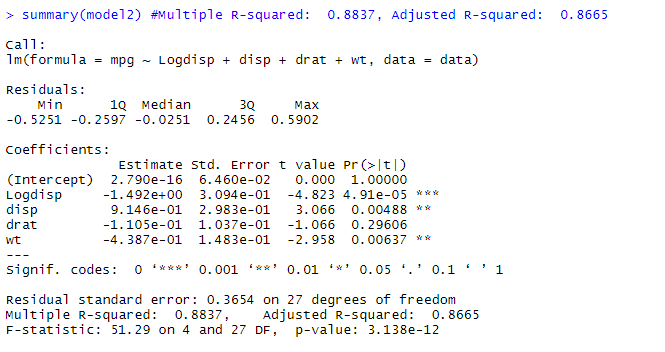 > summary(model2) #Multiple R-squared:  0.8837, Adjusted R-squared:  0.8665
Call:
lm(formula = mpg ~ Logdisp + disp + drat + wt, data = data)
Residuals:
    Min      1Q  Median      3Q     Max
-0.5251 -0.2597 -0.0251  0.2456  0.5902
Coefficients:
              Estimate Std. Error t value Pr(>|t|)
(Intercept)  2.790e-16  6.460e-02   0.000  1.00000
Logdisp     -1.492e+00  3.094e-01  -4.823 4.91e-05 ***
disp         9.146e-01  2.983e-01   3.066  0.00488 **
drat        -1.105e-01  1.037e-01  -1.066  0.29606
wt          -4.387e-01  1.483e-01  -2.958  0.00637 **
---
Signif. codes:  0 ‘***’ 0.001 ‘**’ 0.01 ‘*’ 0.05 ‘.’ 0.1 ‘ ’ 1
Residual standard error: 0.3654 on 27 degrees of freedom
Multiple R-squared:  0.8837,    Adjusted R-squared:  0.8665
F-statistic: 51.29 on 4 and 27 DF,  p-value: 3.138e-12